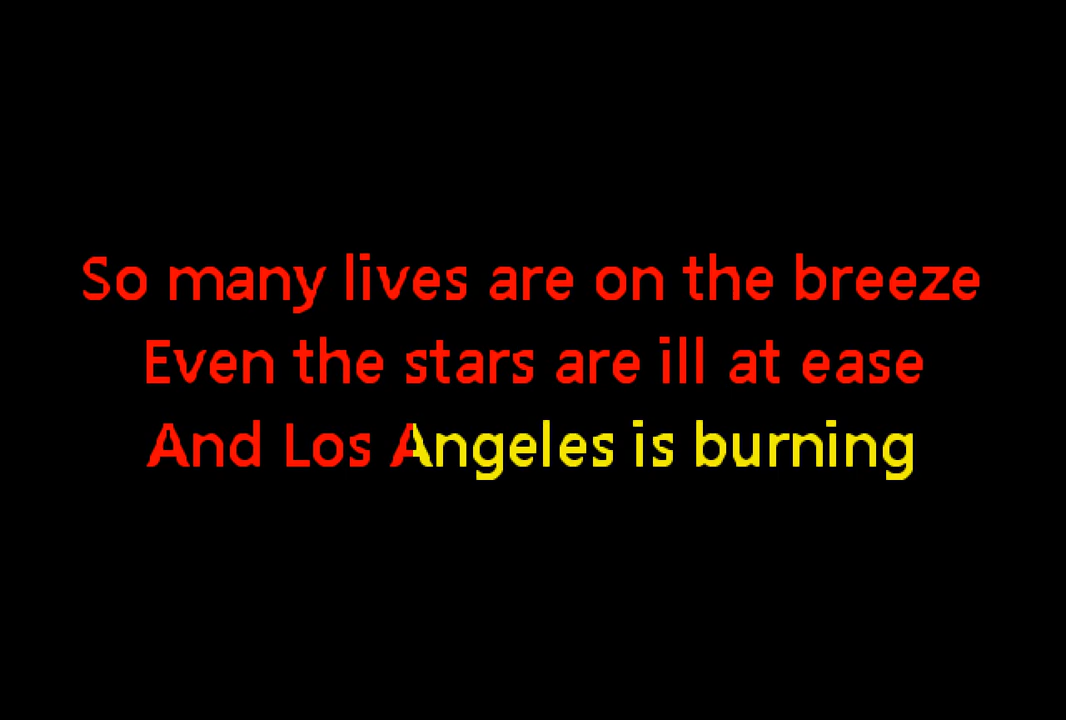 So many lives are on the breeze
Even the stars are ill at ease
And Los Angeles is burning